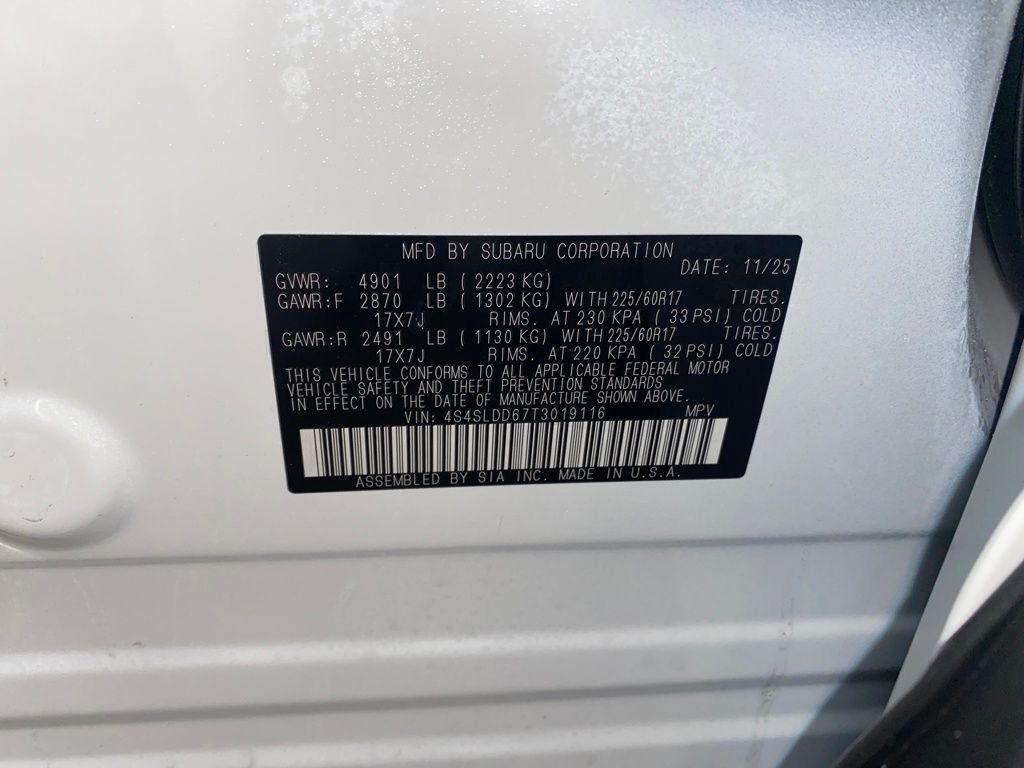 MFD BY SUBARU CORPORATION
DATE: 11/25
GVWR: 4901 LB ( 2223 KG)
GAWR:F 2870 LB ( 1302 KG) WITH 225/60R17 TIRES.
17X7J RIMS. AT 230 KPA ( 33 PSI) COLD
GAWR:R 2491 LB ( 1130 KG) WITH 225/60R17 TIRES.
17X7J RIMS. AT 220 KPA ( 32 PSI) COLD
THIS VEHICLE CONFORMS TO ALL APPLICABLE FEDERAL MOTOR
VEHICLE SAFETY AND THEFT PREVENTION STANDARDS
IN EFFECT ON THE DATE OF MANUFACTURE SHOWN ABOVE.
VIN: 4S4SLDD67T3019116 MPV
ASSEMBLED BY SIA INC. MADE IN U.S.A.